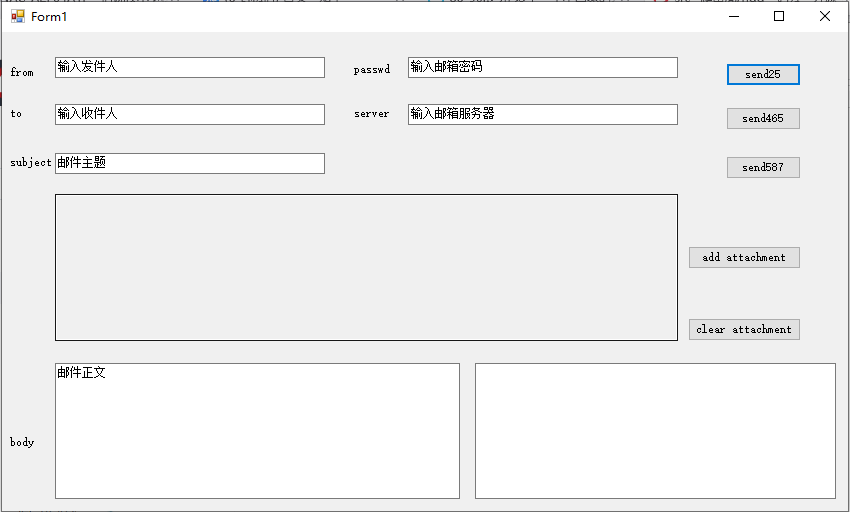 Form1
from
输入发件人
passwd
输入邮箱密码
send25
to
输入收件人
server
输入邮箱服务器
send465
subject
邮件主题
send587
add attachment
clear attachment
邮件正文
body